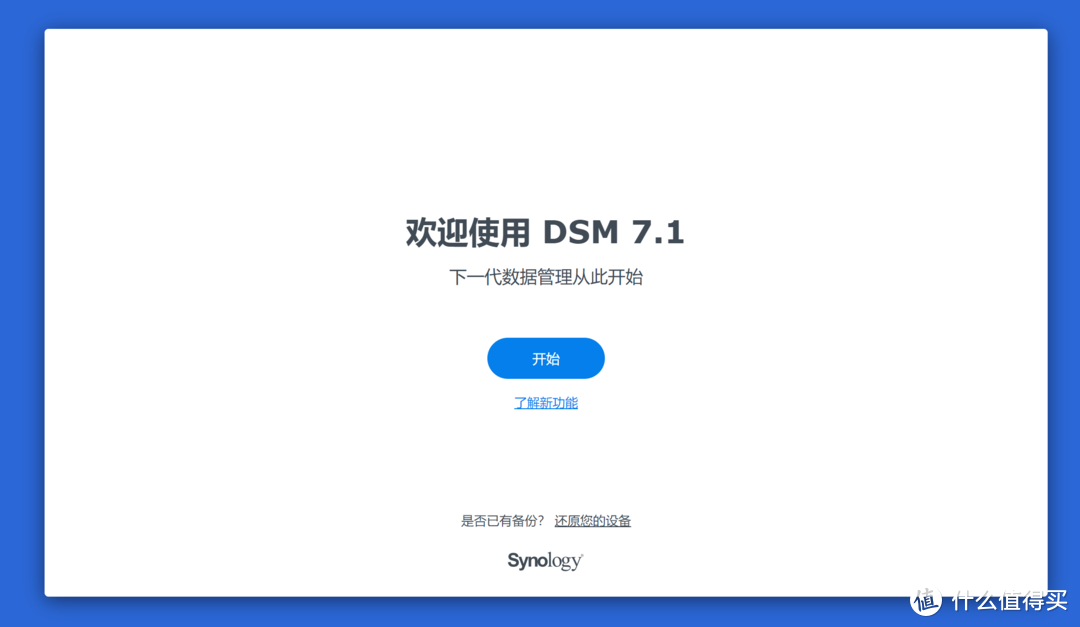 欢迎使用 DSM 7.1
下一代数据管理从此开始
开始
了解新功能
是否已有备份? 还原您的设备
Synology
值 什么值得买